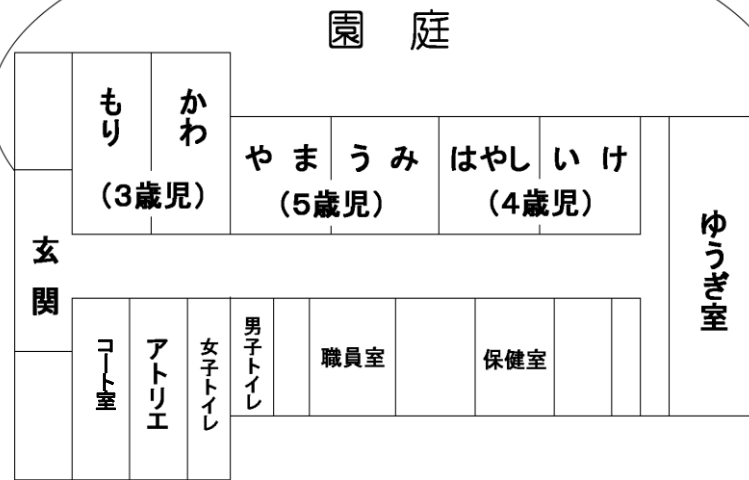 園庭
もり
かわ
(3歳児)
やま
うみ
(5歳児)
はやし
いけ
(4歳児)
ゆうぎ室
玄関
コート室
アトリエ
女子トイレ
男子トイレ
職員室
保健室